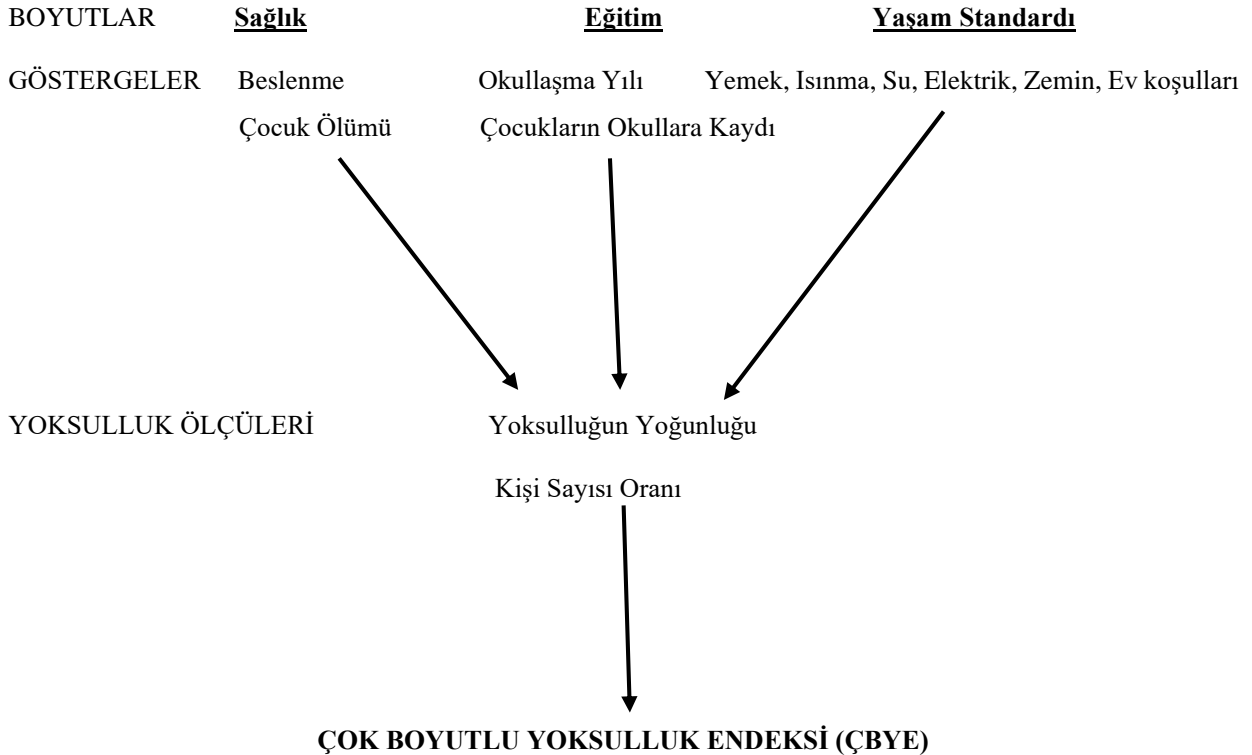 BOYUTLAR Sağlık Eğitim Yaşam Standardı
GÖSTERGELER Beslenme Okullaşma Yılı Yemek, Isınma, Su, Elektrik, Zemin, Ev koşulları
Çocuk Ölümü Çocukların Okullara Kaydı
YOKSULLUK ÖLÇÜLERİ Yoksulluğun Yoğunluğu
Kişi Sayısı Oranı
ÇOK BOYUTLU YOKSULLUK ENDEKSİ (ÇBYE)